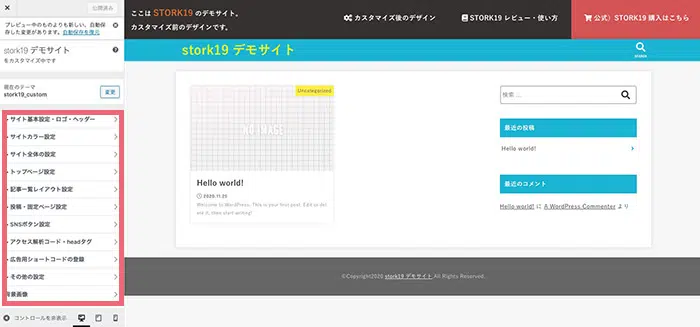 公開済み
プレビュー中のものよりも新しい、自動保存した変更があります。自動保存を復元
stork19 デモサイト
をカスタマイズ中です
現在のテーマ
stork19_custom
変更
サイト基本設定・ロゴ・ヘッダー
サイトカラー設定
サイト全体の設定
トップページ設定
記事一覧レイアウト設定
投稿・固定ページ設定
SNSボタン設定
アクセス解析コード・headタグ
広告用ショートコードの登録
その他の設定
背景画像
コントロールを非表示
ここは STORK19 のデモサイト。
カスタマイズ前のデザインです。
カスタマイズ後のデザイン
STORK19 レビュー・使い方
公式）STORK19 購入はこちら
stork19 デモサイト
Uncategorized
NO IMAGE
Hello world!
2020.11.25
Welcome to WordPress. This is your first post. Edit or delete it, then start writing!
検索 ...
最近の投稿
Hello world!
最近のコメント
Hello world! に A WordPress Commenter より
©Copyright2020 stork19 デモサイト.All Rights Reserved.